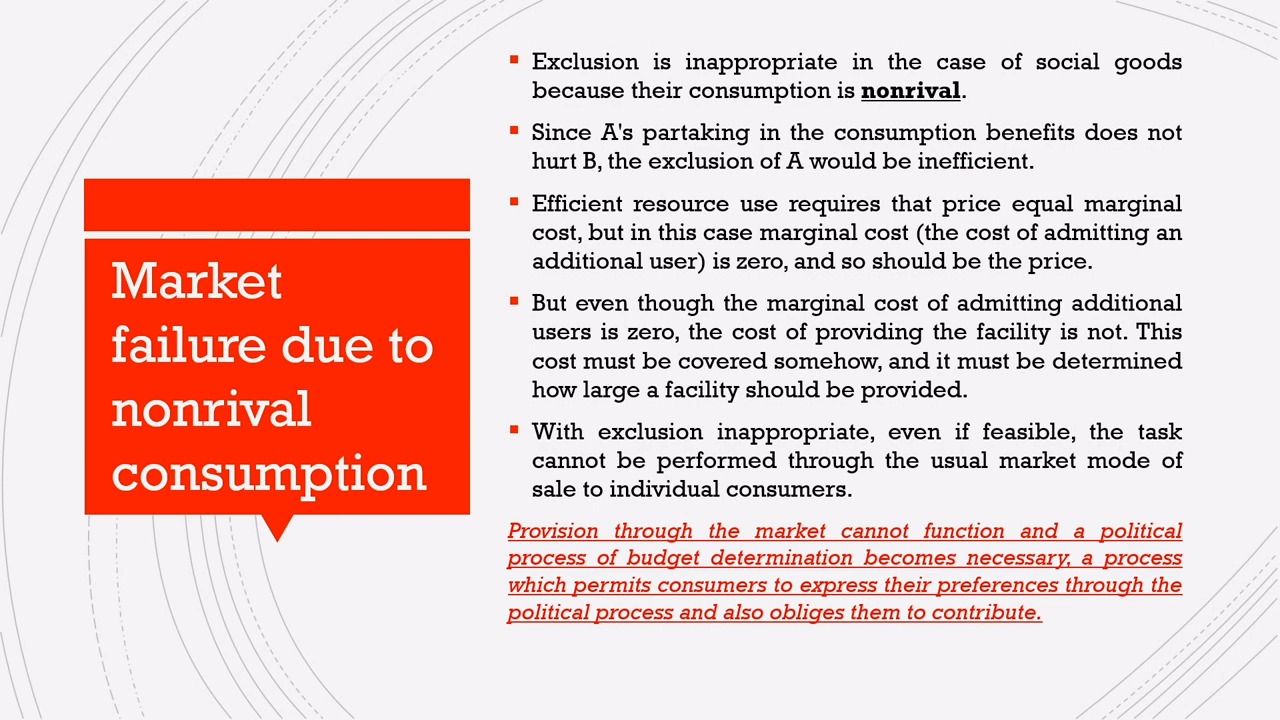 Market
failure due to
nonrival
consumption
Exclusion is inappropriate in the case of social goods
because their consumption is nonrival.
Since A's partaking in the consumption benefits does not
hurt B, the exclusion of A would be inefficient.
Efficient resource use requires that price equal marginal
cost, but in this case marginal cost (the cost of admitting an
additional user) is zero, and so should be the price.
But even though the marginal cost of admitting additional
users is zero, the cost of providing the facility is not. This
cost must be covered somehow, and it must be determined
how large a facility should be provided.
With exclusion inappropriate, even if feasible, the task
cannot be performed through the usual market mode of
sale to individual consumers.
Provision through the market cannot function and a political
process of budget determination becomes necessary, a process
which permits consumers to express their preferences through the
political process and also obliges them to contribute.